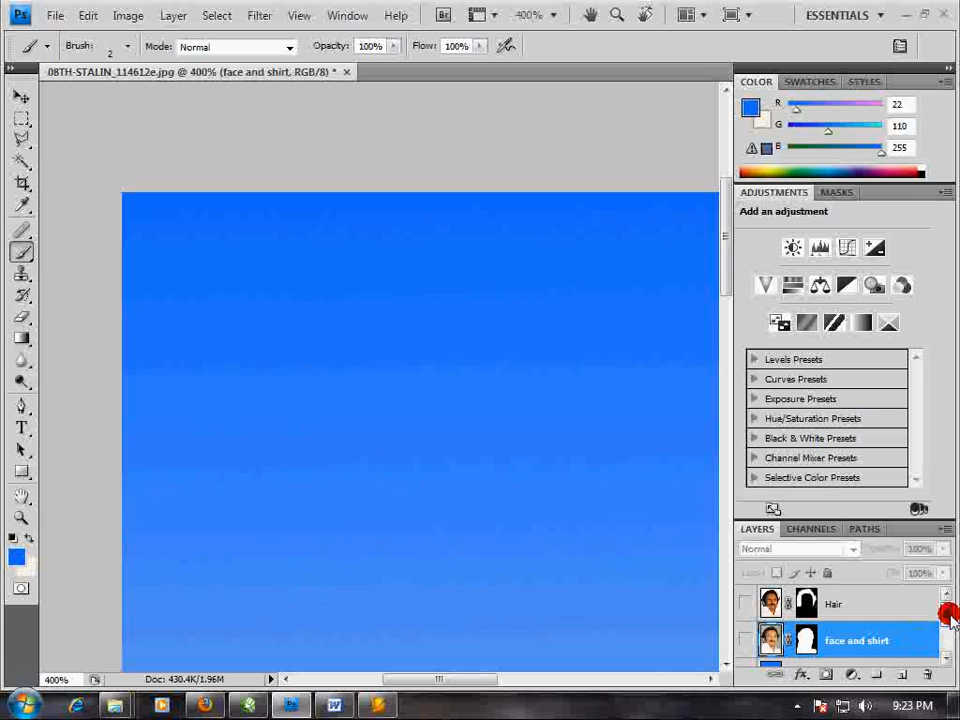 Ps File Edit Image Layer Select Filter View Window Help Br 400% ESSENTIALS
Brush: 2 Mode: Normal Opacity: 100% Flow: 100%
08TH-STALIN_114612e.jpg @ 400% (face and shirt, RGB/8) *
COLOR SWATCHES STYLES
R 22
G 110
B 255
ADJUSTMENTS MASKS
Add an adjustment
Levels Presets
Curves Presets
Exposure Presets
Hue/Saturation Presets
Black & White Presets
Channel Mixer Presets
Selective Color Presets
LAYERS CHANNELS PATHS
Normal 100%
100%
Hair
face and shirt
400% Doc: 430.4K/1.96M
9:23 PM